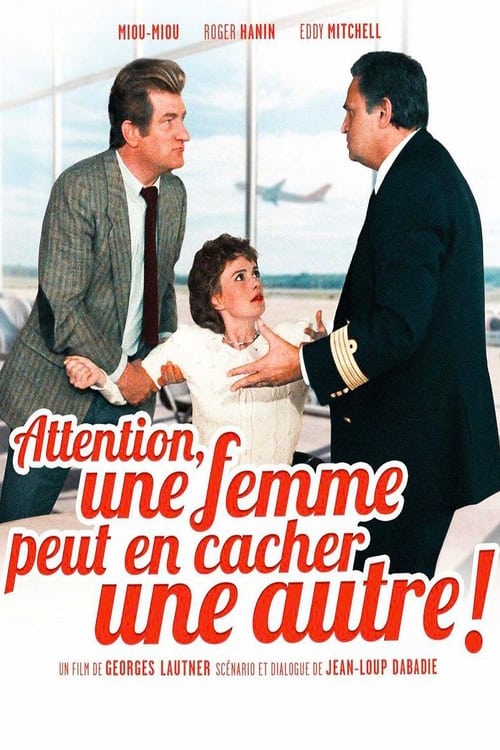 MIOU-MIOU ROGER HANIN EDDY MITCHELL
Attention,
une femme
peut en cacher
une autre!
UN FILM DE GEORGES LAUTNER SCÉNARIO ET DIALOGUE DE JEAN-LOUP DABADIE